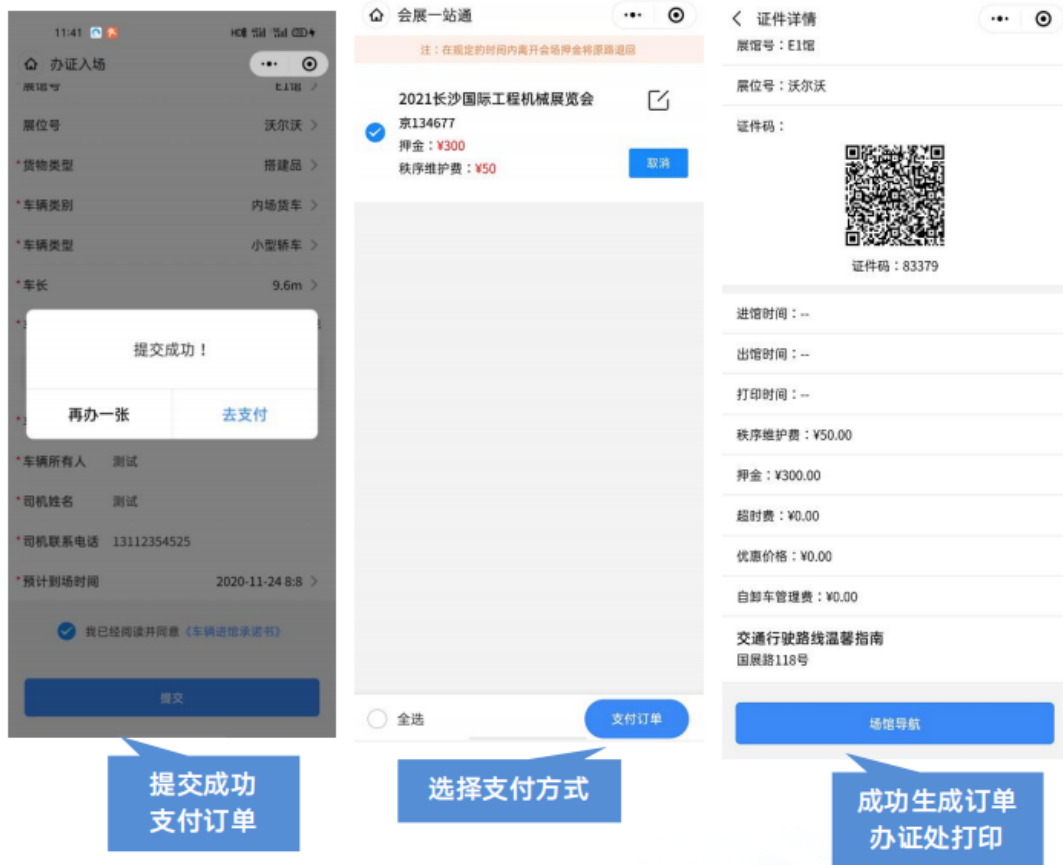 11:41
办证入场
展馆号 E1馆
展位号 沃尔沃
*货物类型 搭建品
*车辆类别 内场货车
*车辆类型 小型轿车
*车长 9.6m
提交成功！
再办一张 去支付
*车辆所有人 测试
*司机姓名 测试
*司机联系电话 13112354525
*预计到场时间 2020-11-24 8:8
我已经阅读并同意《车辆进馆承诺书》
提交
提交成功
支付订单
会展一站通
注：在规定的时间内离开会场押金将原路退回
2021长沙国际工程机械展览会
京134677
押金：¥300
秩序维护费：¥50
取消
全选
支付订单
选择支付方式
证件详情
展馆号：E1馆
展位号：沃尔沃
证件码：
证件码：83379
进馆时间：--
出馆时间：--
打印时间：--
秩序维护费：¥50.00
押金：¥300.00
超时费：¥0.00
优惠价格：¥0.00
自卸车管理费：¥0.00
交通行驶路线温馨指南
国展路118号
场馆导航
成功生成订单
办证处打印